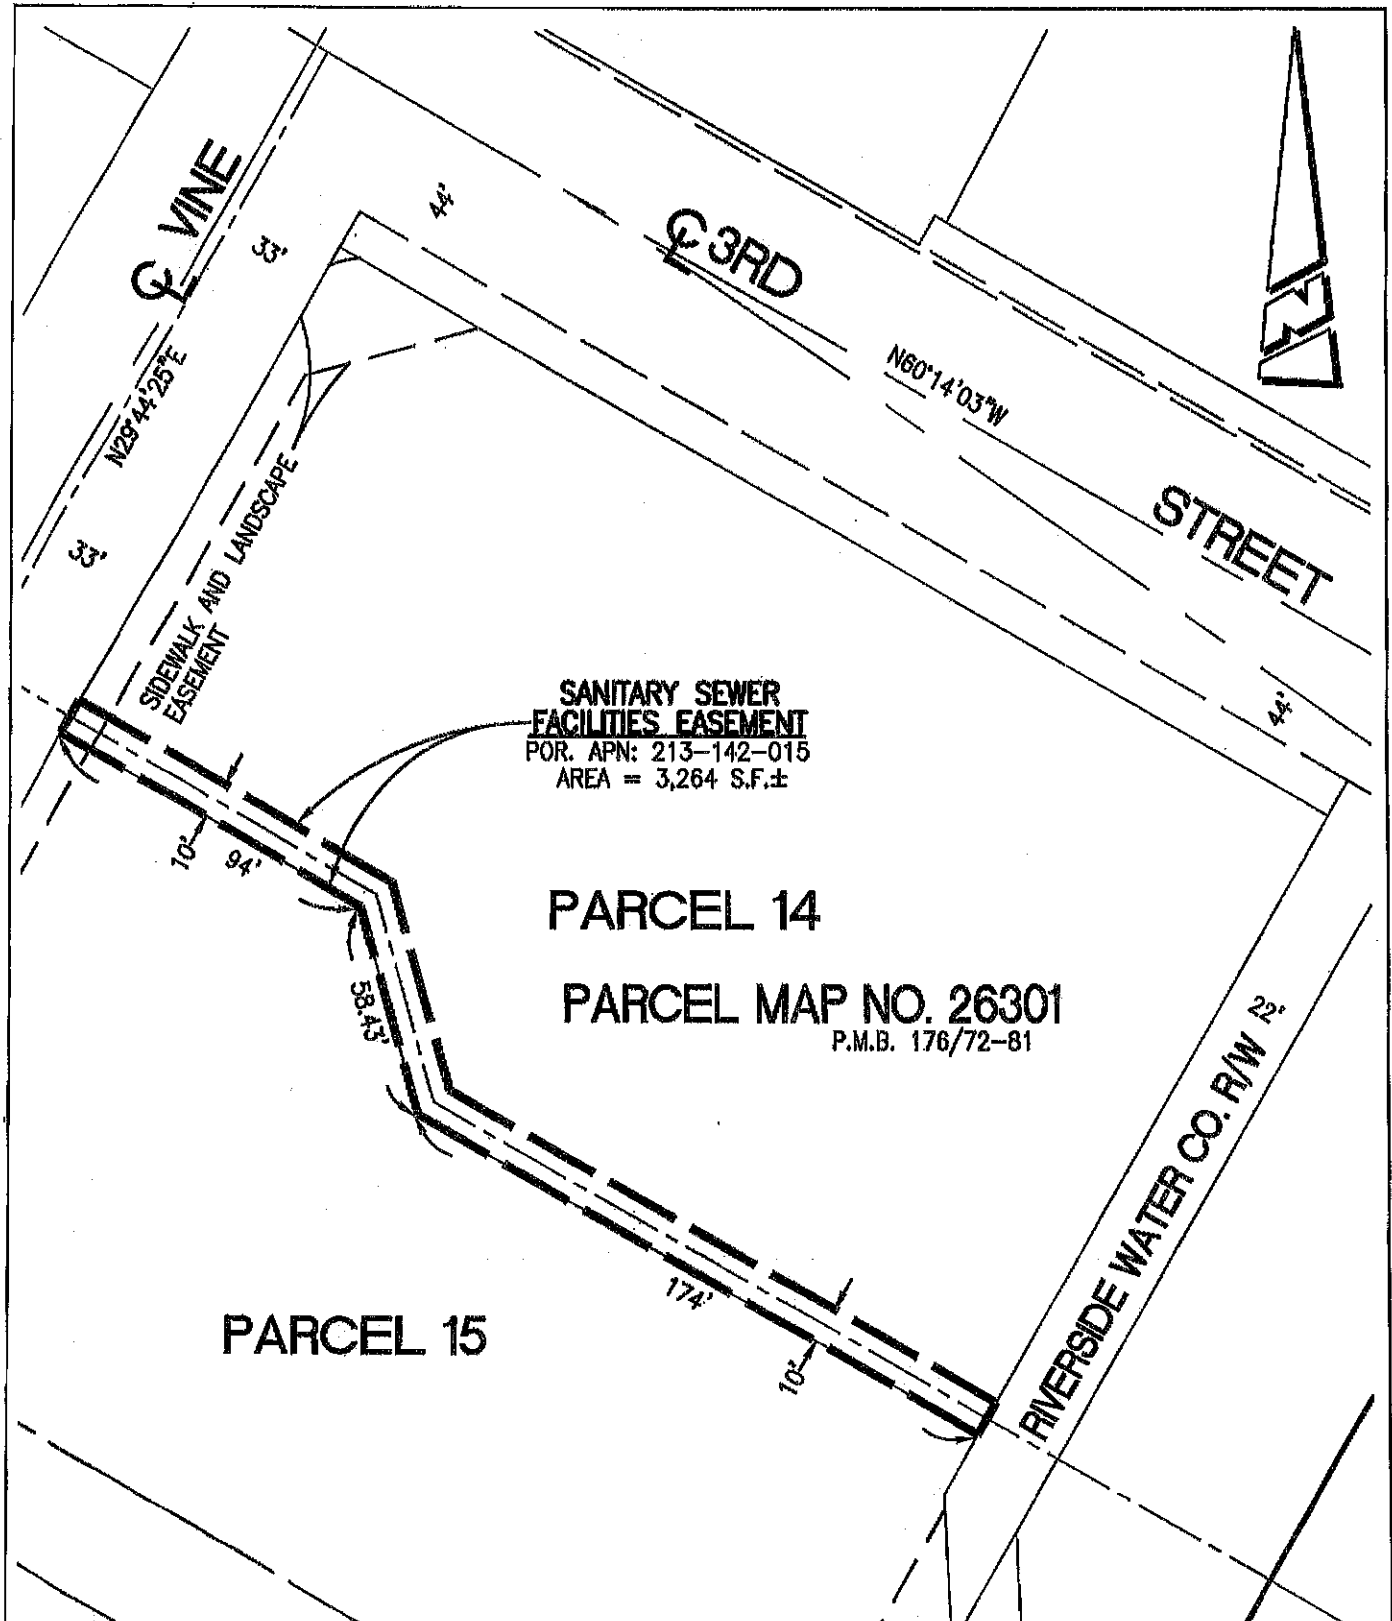 ℄ VINE
33'
44'
℄ 3RD
N
N29°44'25"E
N60°14'03"W
STREET
33'
SIDEWALK AND LANDSCAPE
EASEMENT
44'
SANITARY SEWER
FACILITIES EASEMENT
POR. APN: 213-142-015
AREA = 3,264 S.F.±
10'
94'
PARCEL 14
58.43'
PARCEL MAP NO. 26301
P.M.B. 176/72-81
22'
RIVERSIDE WATER CO. R/W
174'
PARCEL 15
10'